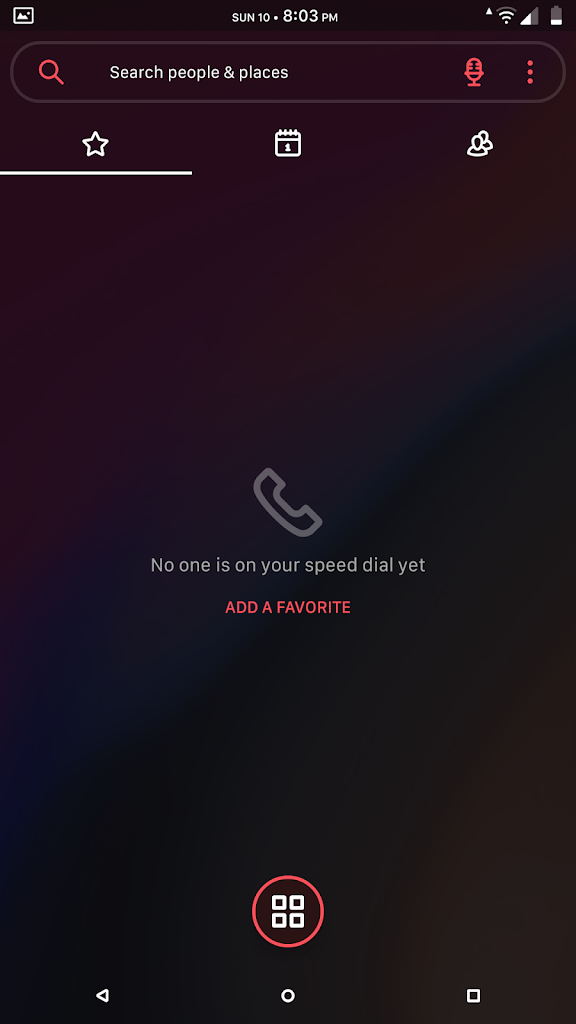 SUN 10 • 8:03 PM
Search people & places
1
No one is on your speed dial yet
ADD A FAVORITE